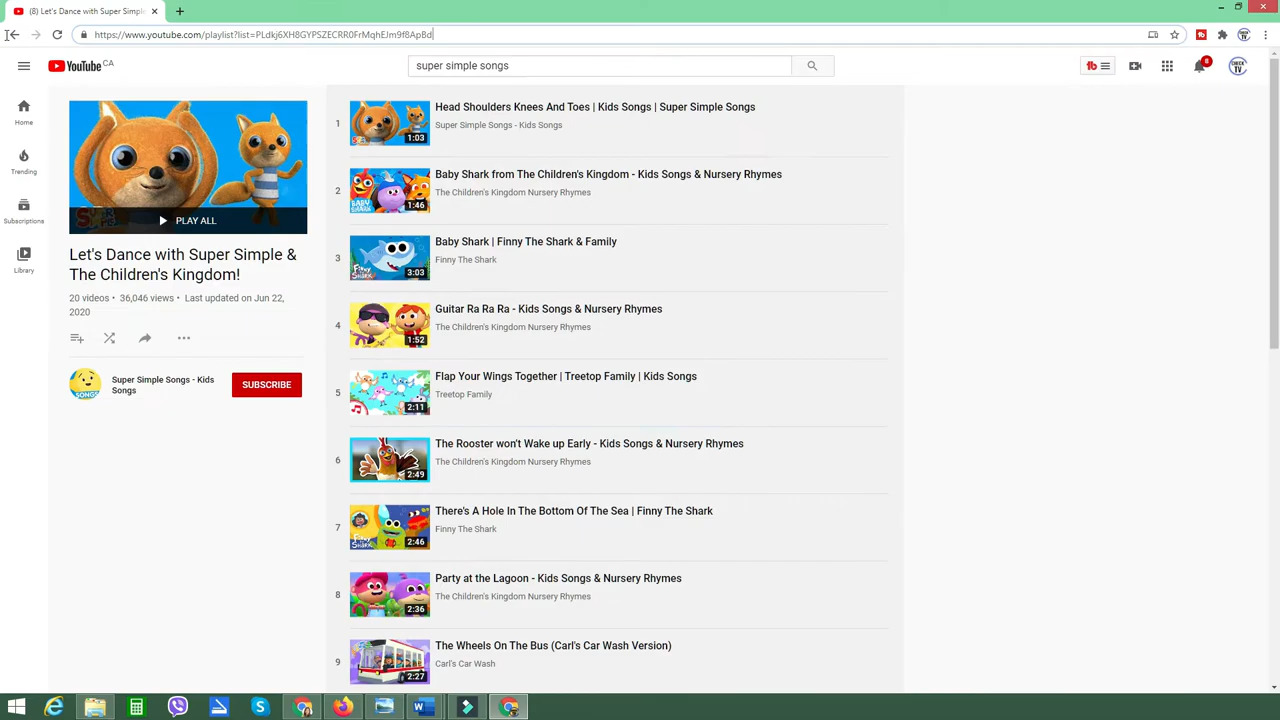 (8) Let's Dance with Super Simple
https://www.youtube.com/playlist?list=PLdkj6XH8GYPSZECRR0FrMqhEJm9f8ApBd
YouTube CA
super simple songs
8
Home
Trending
Subscriptions
Library
PLAY ALL
Let's Dance with Super Simple &
The Children's Kingdom!
20 videos • 36,046 views • Last updated on Jun 22,
2020
Super Simple Songs - Kids
Songs
SUBSCRIBE
1
1:03
Head Shoulders Knees And Toes | Kids Songs | Super Simple Songs
Super Simple Songs - Kids Songs
2
BABY SHARK
1:46
Baby Shark from The Children's Kingdom - Kids Songs & Nursery Rhymes
The Children's Kingdom Nursery Rhymes
3
3:03
Baby Shark | Finny The Shark & Family
Finny The Shark
4
1:52
Guitar Ra Ra Ra - Kids Songs & Nursery Rhymes
The Children's Kingdom Nursery Rhymes
5
2:11
Flap Your Wings Together | Treetop Family | Kids Songs
Treetop Family
6
2:49
The Rooster won't Wake up Early - Kids Songs & Nursery Rhymes
The Children's Kingdom Nursery Rhymes
7
2:46
There's A Hole In The Bottom Of The Sea | Finny The Shark
Finny The Shark
8
2:36
Party at the Lagoon - Kids Songs & Nursery Rhymes
The Children's Kingdom Nursery Rhymes
9
2:27
The Wheels On The Bus (Carl's Car Wash Version)
Carl's Car Wash